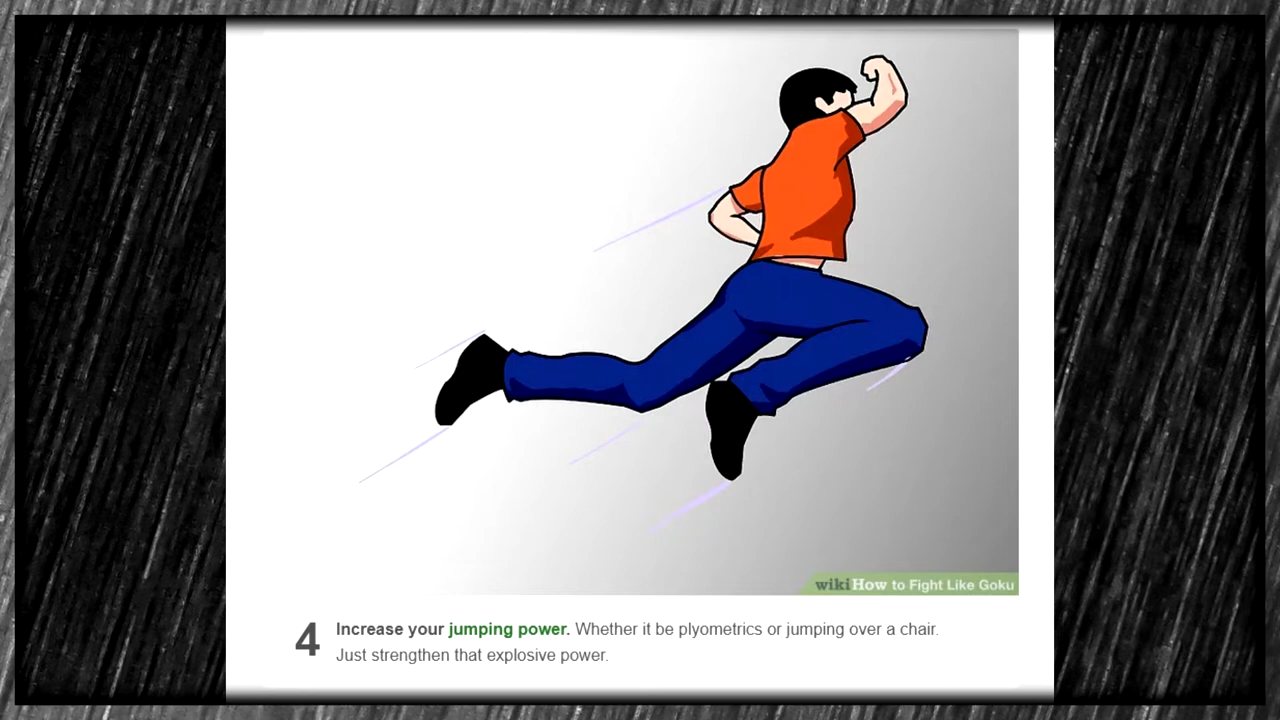 wikiHow to Fight Like Goku
4 Increase your jumping power. Whether it be plyometrics or jumping over a chair.
Just strengthen that explosive power.